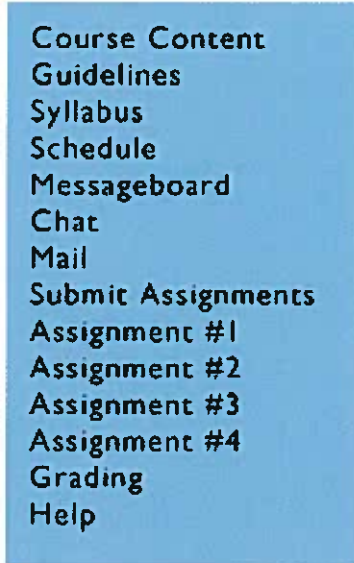 Course Content
Guidelines
Syllabus
Schedule
Messageboard
Chat
Mail
Submit Assignments
Assignment #1
Assignment #2
Assignment #3
Assignment #4
Grading
Help